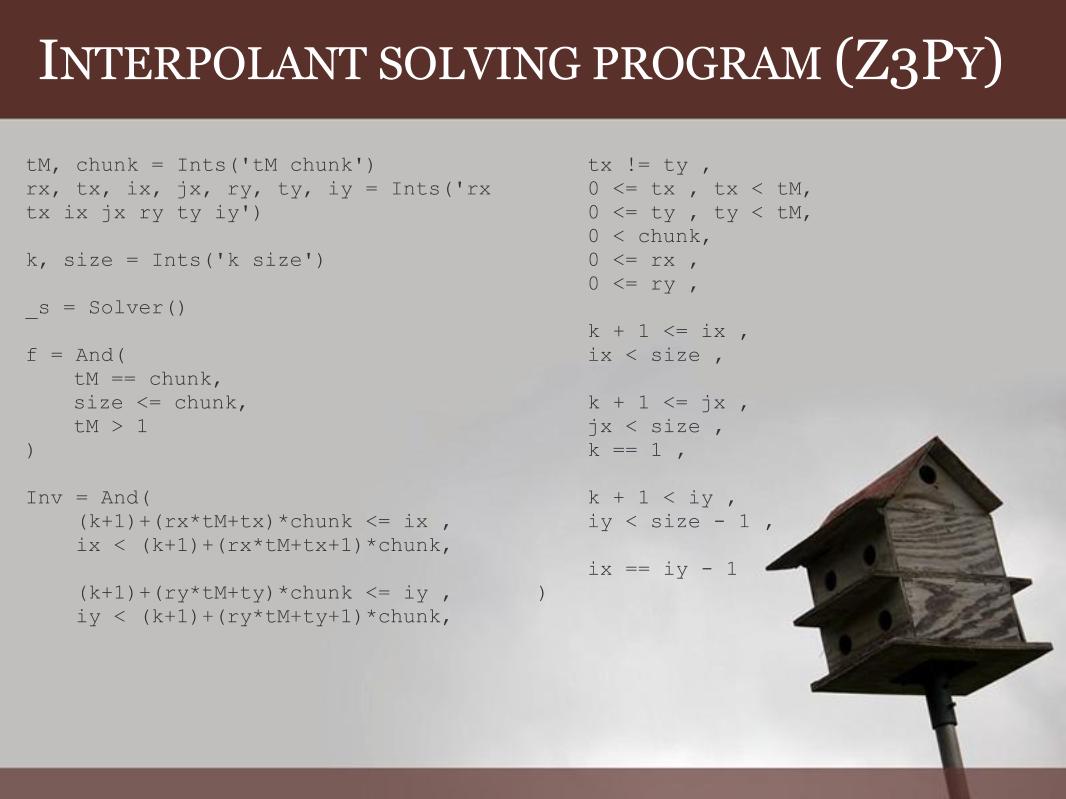 INTERPOLANT SOLVING PROGRAM (Z3PY)
tM, chunk = Ints('tM chunk')
rx, tx, ix, jx, ry, ty, iy = Ints('rx
tx ix jx ry ty iy')
k, size = Ints('k size')
_s = Solver()
f = And(
tM == chunk,
size <= chunk,
tM > 1
)
Inv = And(
(k+1)+(rx*tM+tx)*chunk <= ix ,
ix < (k+1)+(rx*tM+tx+1)*chunk,
(k+1)+(ry*tM+ty)*chunk <= iy ,
iy < (k+1)+(ry*tM+ty+1)*chunk,
tx != ty ,
0 <= tx , tx < tM,
0 <= ty , ty < tM,
0 < chunk,
0 <= rx ,
0 <= ry ,
k + 1 <= ix ,
ix < size ,
k + 1 <= jx ,
jx < size ,
k == 1 ,
k + 1 < iy ,
iy < size - 1 ,
ix == iy - 1
)